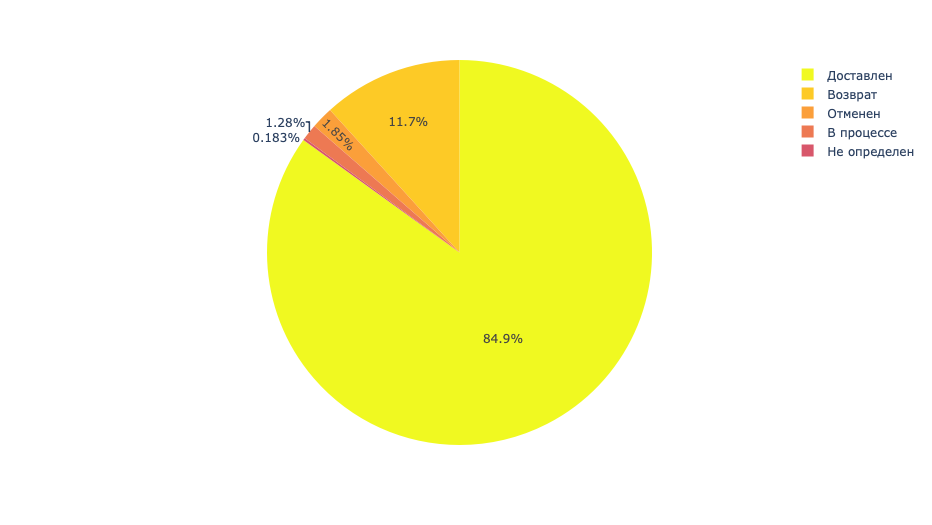 Доставлен
Возврат
Отменен
В процессе
Не определен
1.28%
0.183%
1.85%
11.7%
84.9%